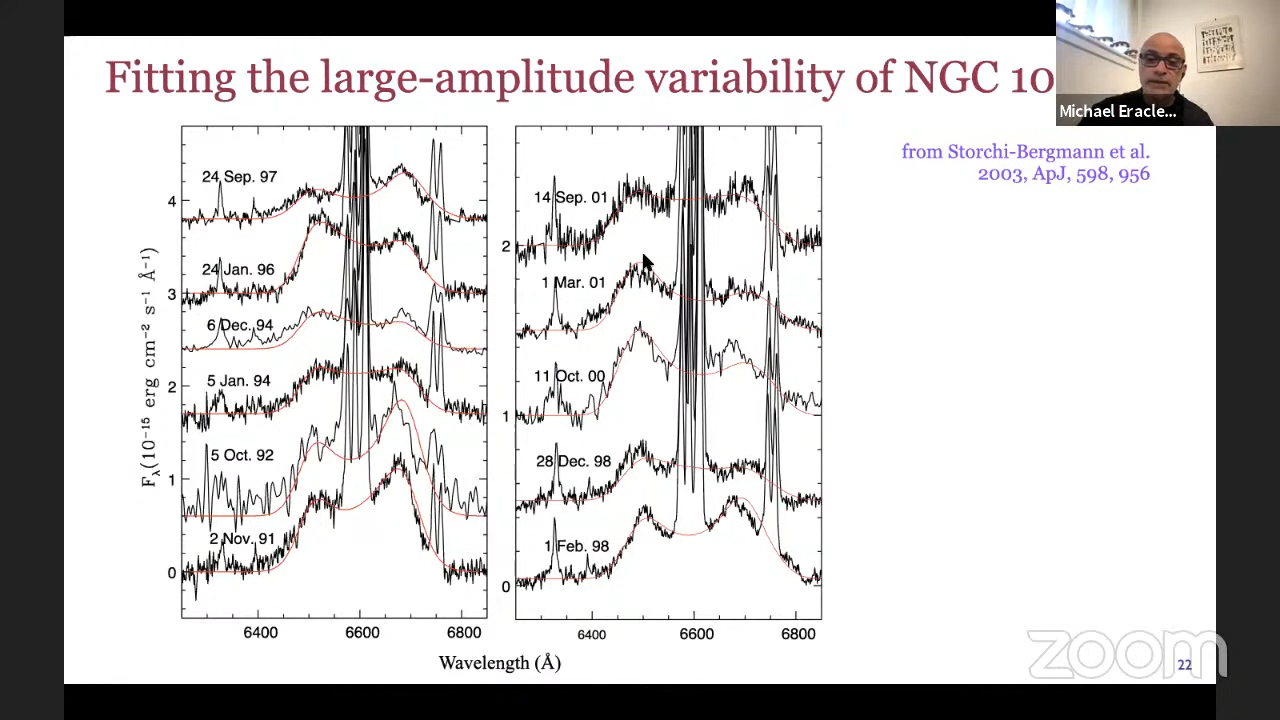 Fitting the large-amplitude variability of NGC 10
Michael Eracle...
from Storchi-Bergmann et al.
2003, ApJ, 598, 956
24 Sep. 97
24 Jan. 96
6 Dec. 94
5 Jan. 94
5 Oct. 92
2 Nov. 91
14 Sep. 01
1 Mar. 01
11 Oct. 00
28 Dec. 98
1 Feb. 98
4
3
2
1
0
2
1
0
Fλ(10⁻¹⁵ erg cm⁻² s⁻¹ Å⁻¹)
6400 6600 6800
6400 6600 6800
Wavelength (Å)
zoom
22